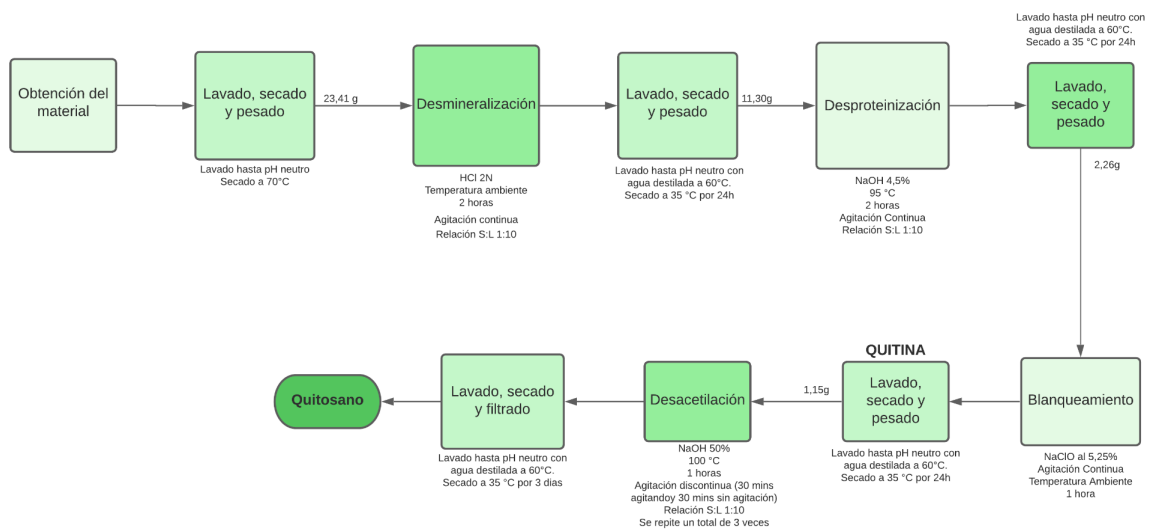 Obtención del
material
Lavado, secado
y pesado
Lavado hasta pH neutro
Secado a 70°C
23,41 g
Desmineralización
HCl 2N
Temperatura ambiente
2 horas
Agitación continua
Relación S:L 1:10
Lavado, secado
y pesado
Lavado hasta pH neutro con
agua destilada a 60°C.
Secado a 35 °C por 24h
11,30g
Desproteinización
NaOH 4,5%
95 °C
2 horas
Agitación Continua
Relación S:L 1:10
Lavado hasta pH neutro con
agua destilada a 60°C.
Secado a 35 °C por 24h
Lavado,
secado y
pesado
2,26g
Blanqueamiento
NaClO al 5,25%
Agitación Continua
Temperatura Ambiente
1 hora
QUITINA
Lavado,
secado y
pesado
Lavado hasta pH neutro con
agua destilada a 60°C.
Secado a 35 °C por 24h
1,15g
Desacetilación
NaOH 50%
100 °C
1 horas
Agitación discontinua (30 mins
agitandoy 30 mins sin agitación)
Relación S:L 1:10
Se repite un total de 3 veces
Lavado, secado
y filtrado
Lavado hasta pH neutro con
agua destilada a 60°C.
Secado a 35 °C por 3 dias
Quitosano